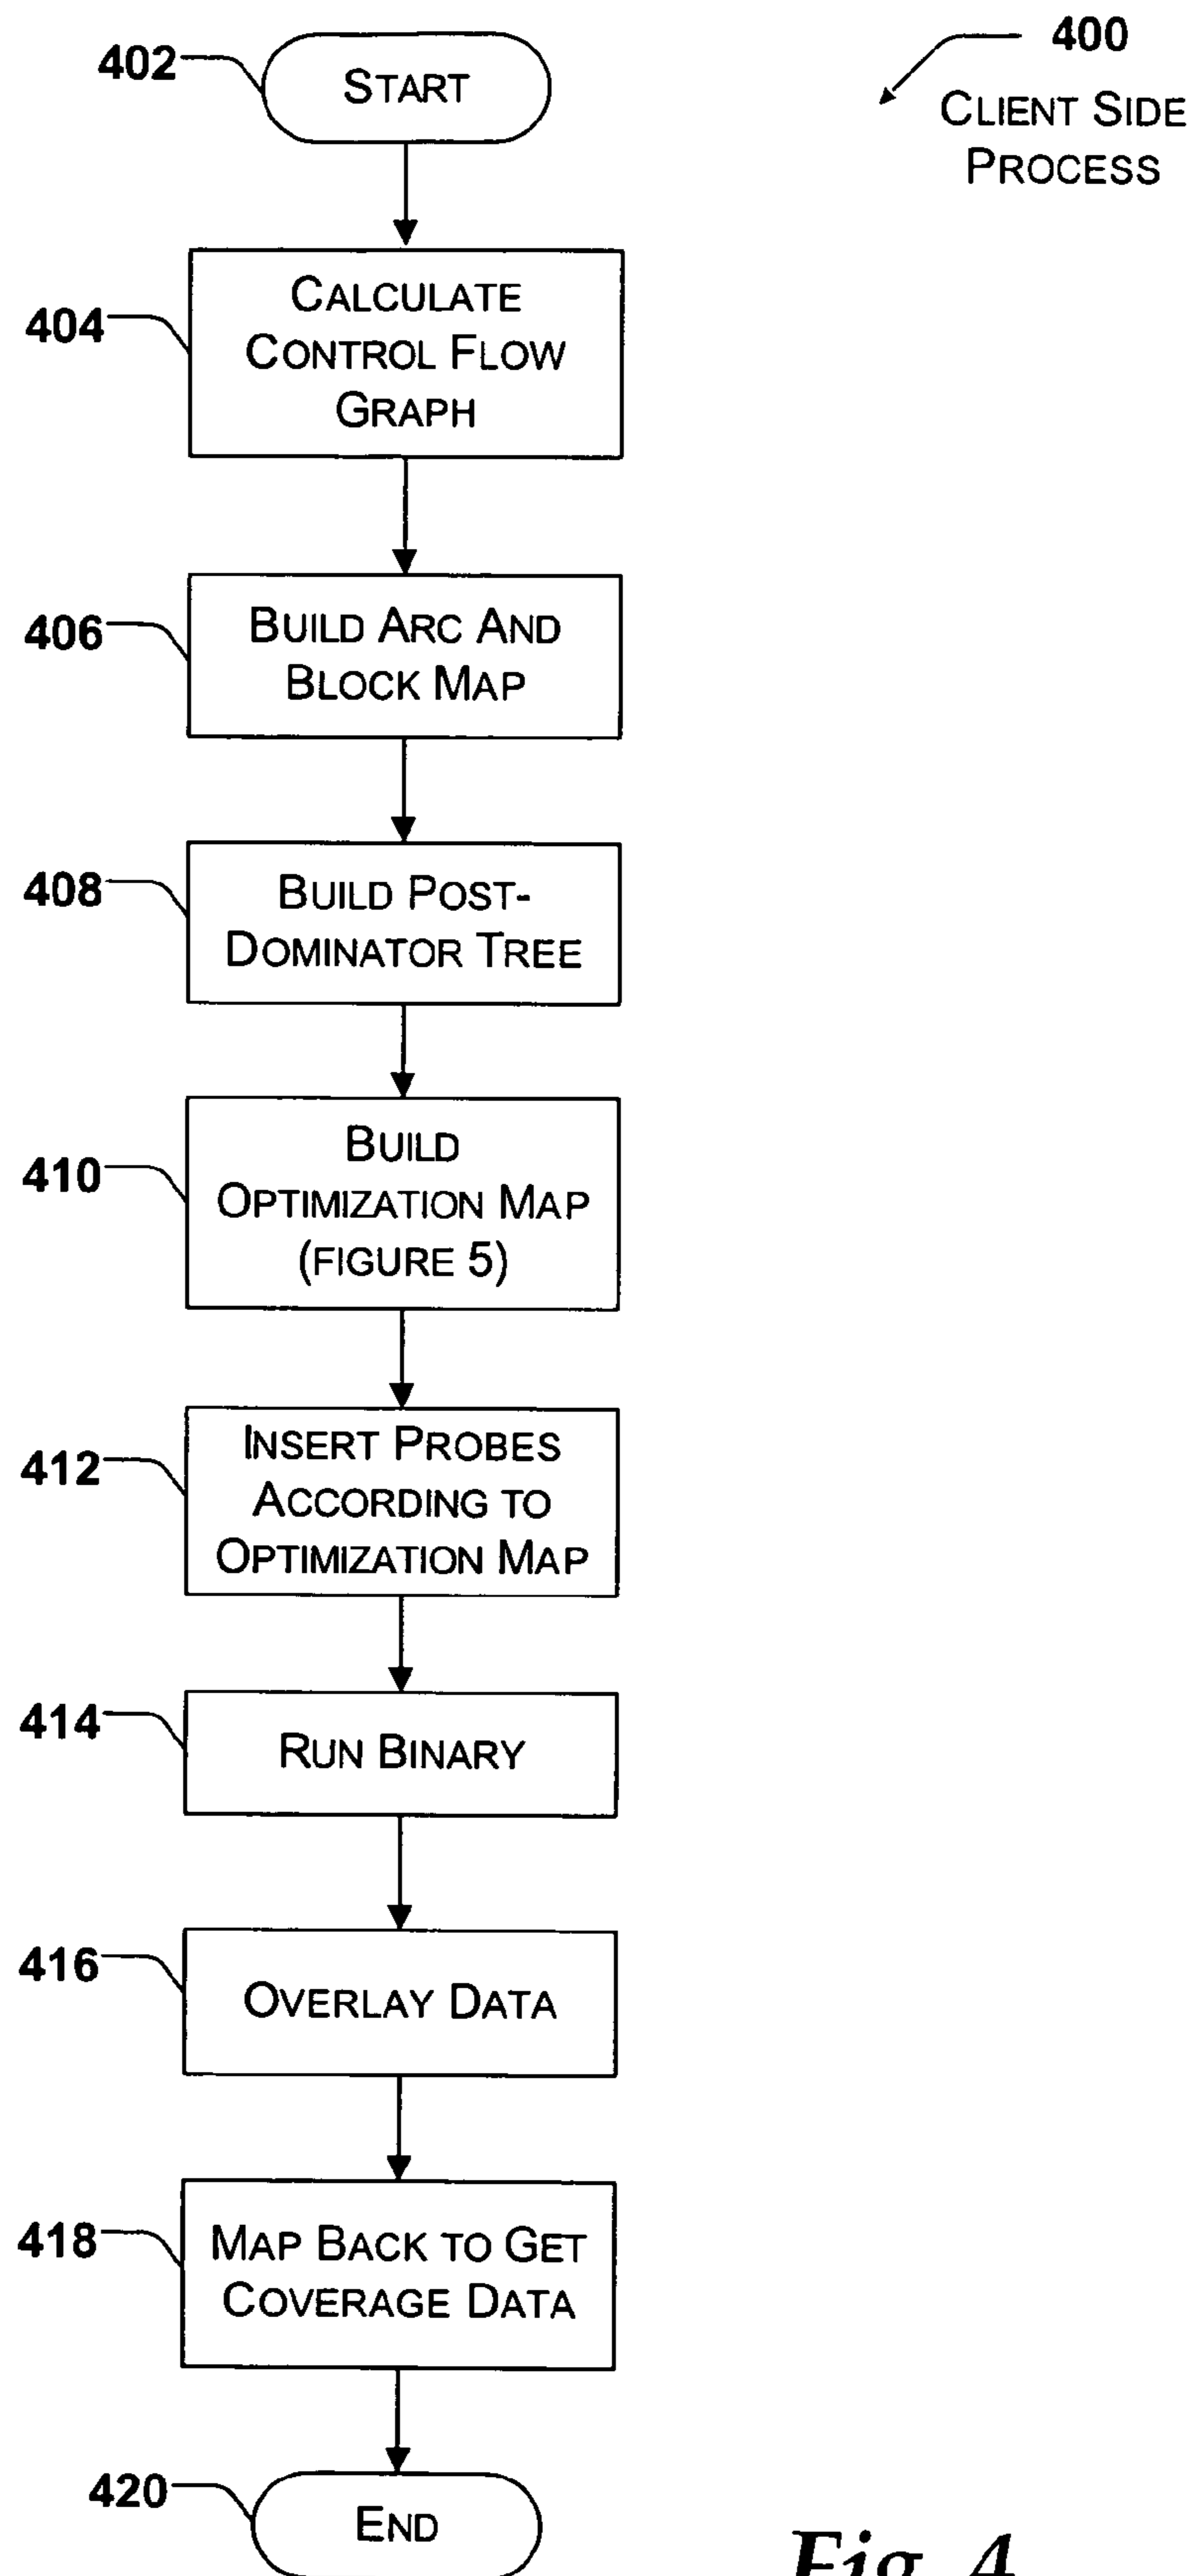 400
CLIENT SIDE
PROCESS
402
START
404
CALCULATE
CONTROL FLOW
GRAPH
406
BUILD ARC AND
BLOCK MAP
408
BUILD POST-
DOMINATOR TREE
410
BUILD
OPTIMIZATION MAP
(FIGURE 5)
412
INSERT PROBES
ACCORDING TO
OPTIMIZATION MAP
414
RUN BINARY
416
OVERLAY DATA
418
MAP BACK TO GET
COVERAGE DATA
420
END
Fig. 4